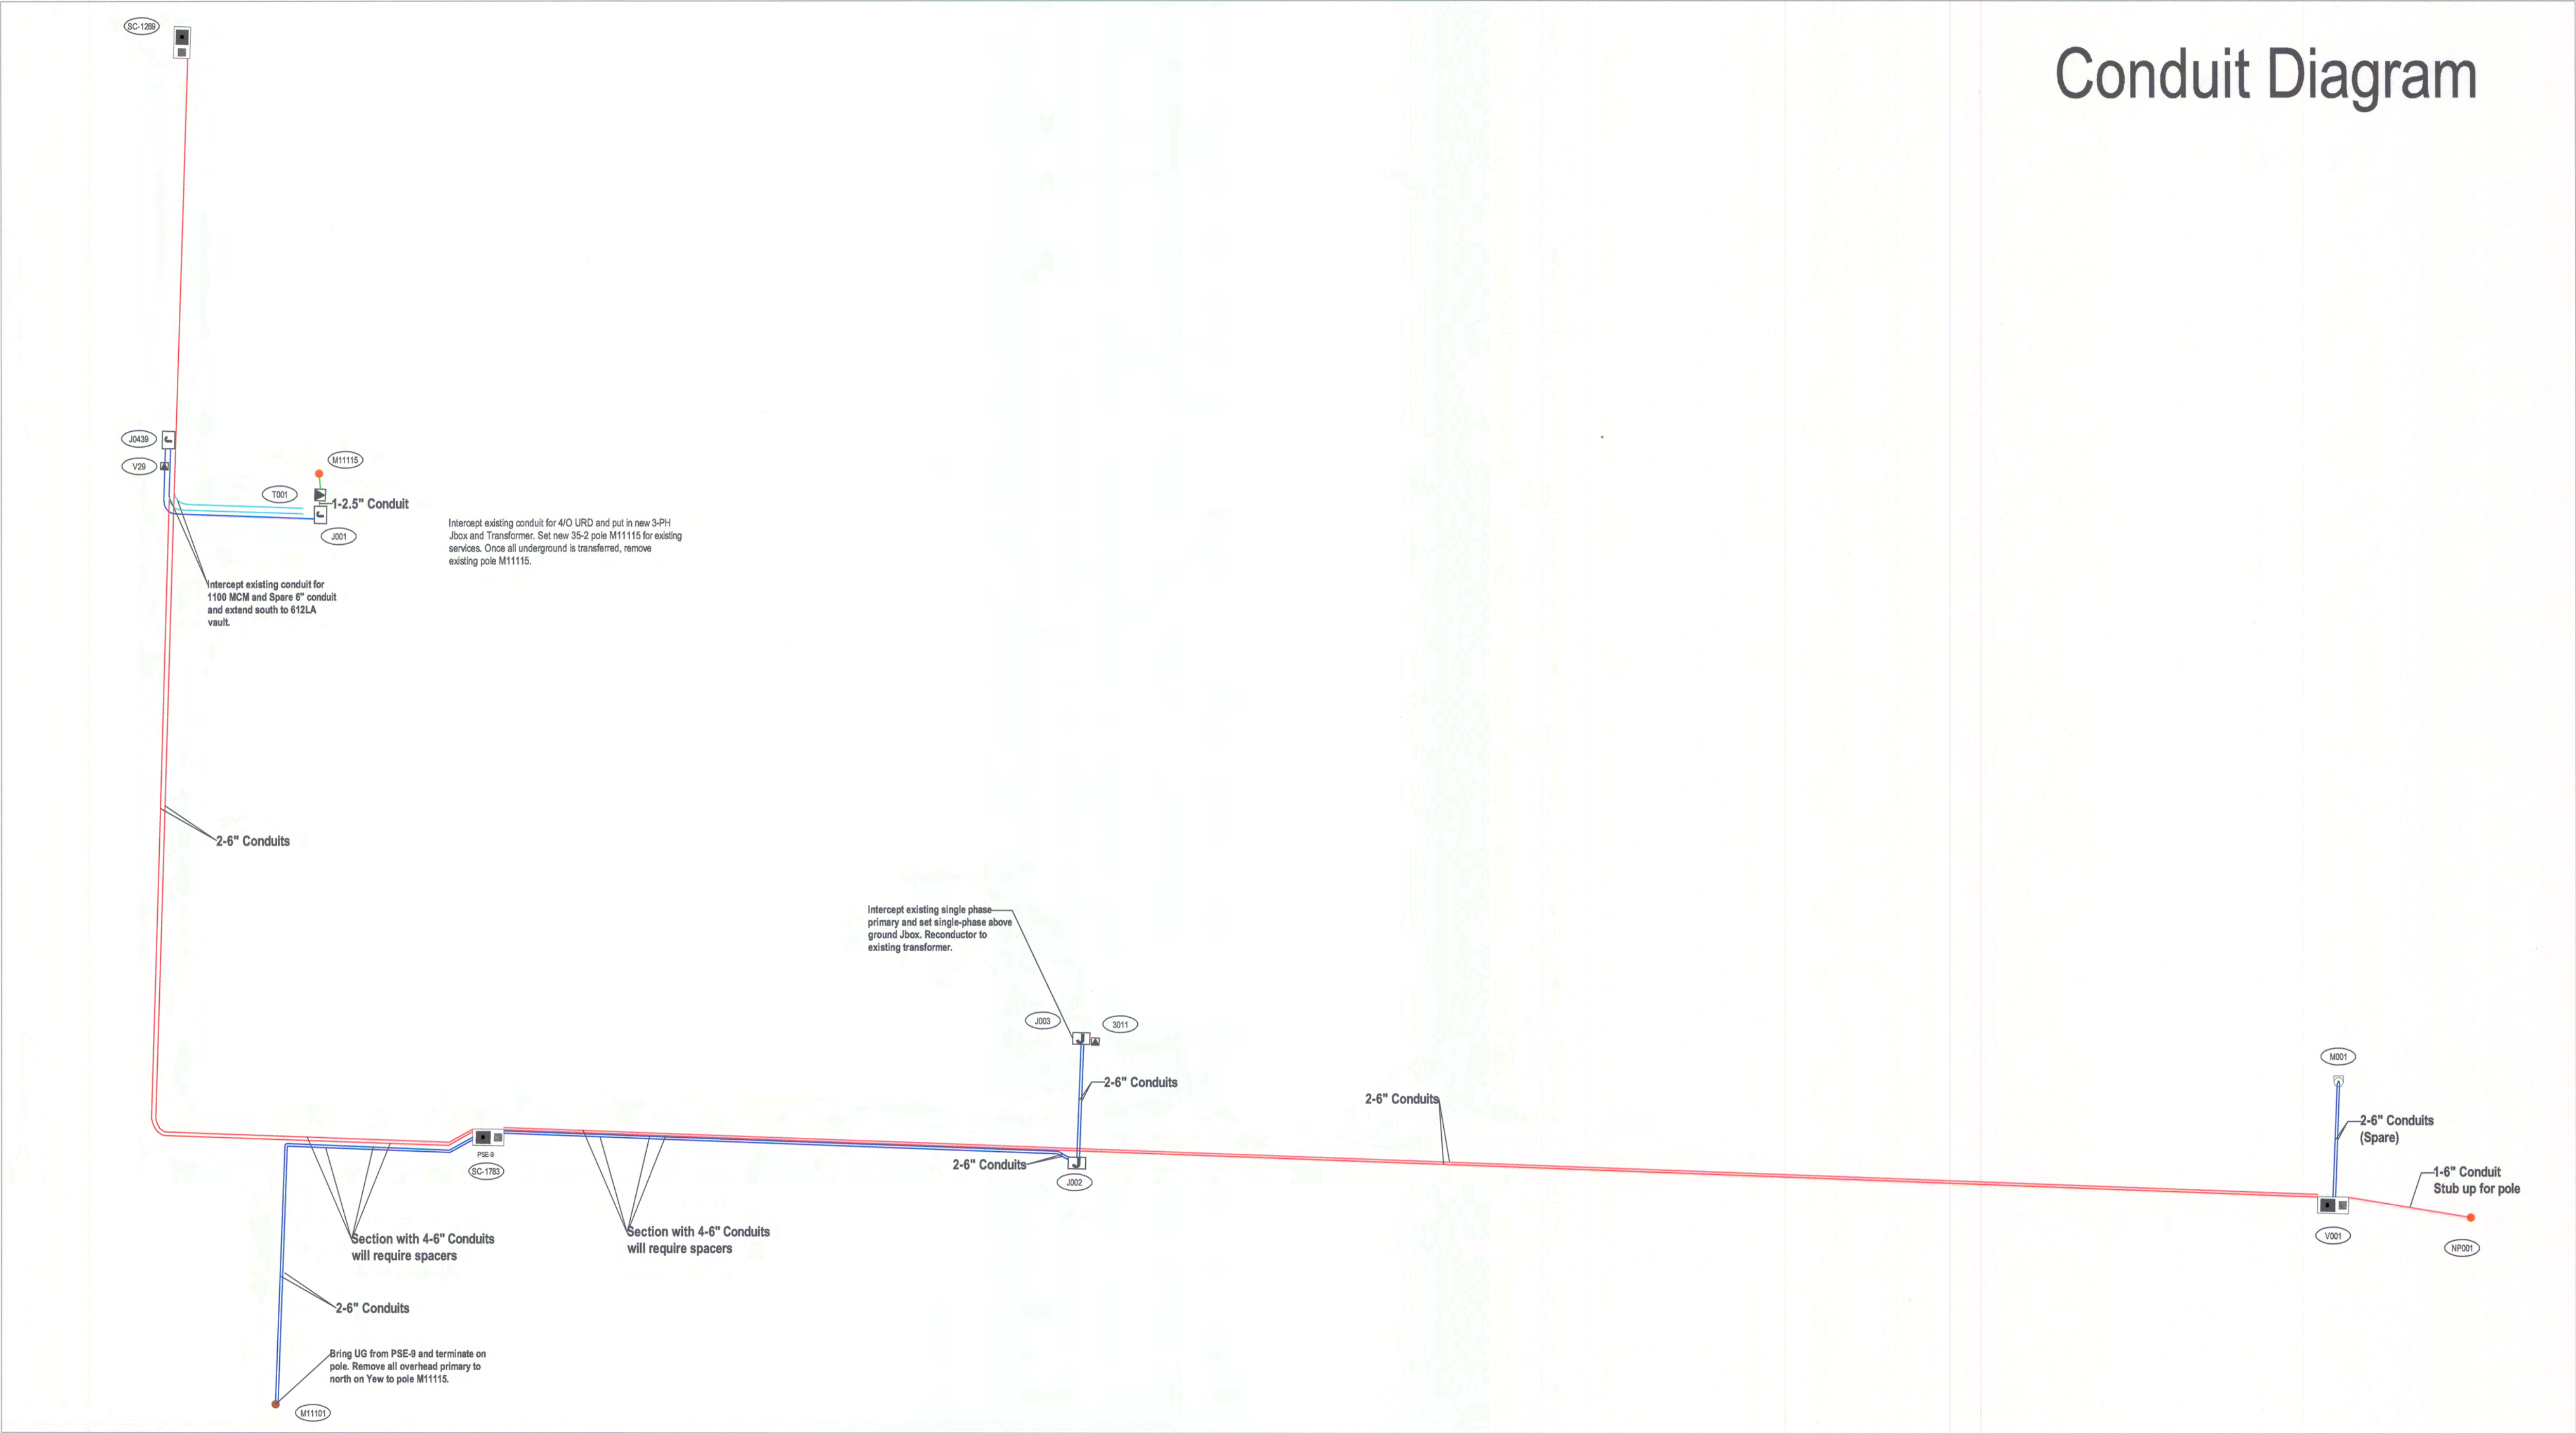 Conduit Diagram
SC-1269
J0439
V29
M11115
T001
1-2.5" Conduit
J001
Intercept existing conduit for 4/O URD and put in new 3-PH
Jbox and Transformer. Set new 35-2 pole M11115 for existing
services. Once all underground is transferred, remove
existing pole M11115.
Intercept existing conduit for
1100 MCM and Spare 6" conduit
and extend south to 612LA
vault.
2-6" Conduits
Intercept existing single phase
primary and set single-phase above
ground Jbox. Reconductor to
existing transformer.
J
J003
3011
2-6" Conduits
2-6" Conduits
M001
2-6" Conduits
(Spare)
1-6" Conduit
Stub up for pole
V001
NP001
PSE-9
SC-1783
2-6" Conduits
J
J002
Section with 4-6" Conduits
will require spacers
Section with 4-6" Conduits
will require spacers
2-6" Conduits
Bring UG from PSE-9 and terminate on
pole. Remove all overhead primary to
north on Yew to pole M11115.
M11101